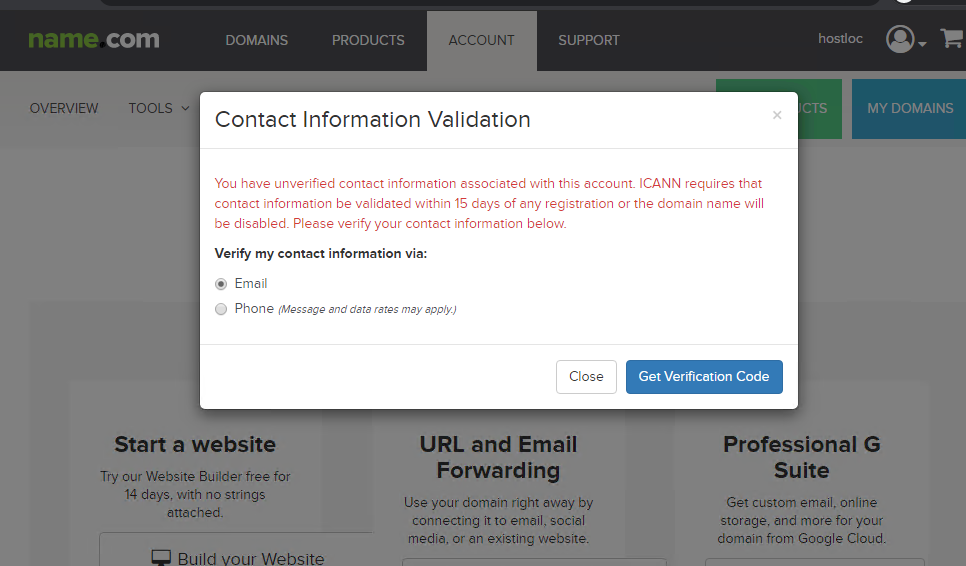 name.com DOMAINS PRODUCTS ACCOUNT SUPPORT hostloc
OVERVIEW TOOLS MY DOMAINS
Contact Information Validation ×
You have unverified contact information associated with this account. ICANN requires that
contact information be validated within 15 days of any registration or the domain name will
be disabled. Please verify your contact information below.
Verify my contact information via:
Email
Phone (Message and data rates may apply.)
Close Get Verification Code
Start a website
Try our Website Builder free for
14 days, with no strings
attached.
Build your Website
URL and Email
Forwarding
Use your domain right away by
connecting it to email, social
media, or an existing website.
Professional G
Suite
Get custom email, online
storage, and more for your
domain from Google Cloud.